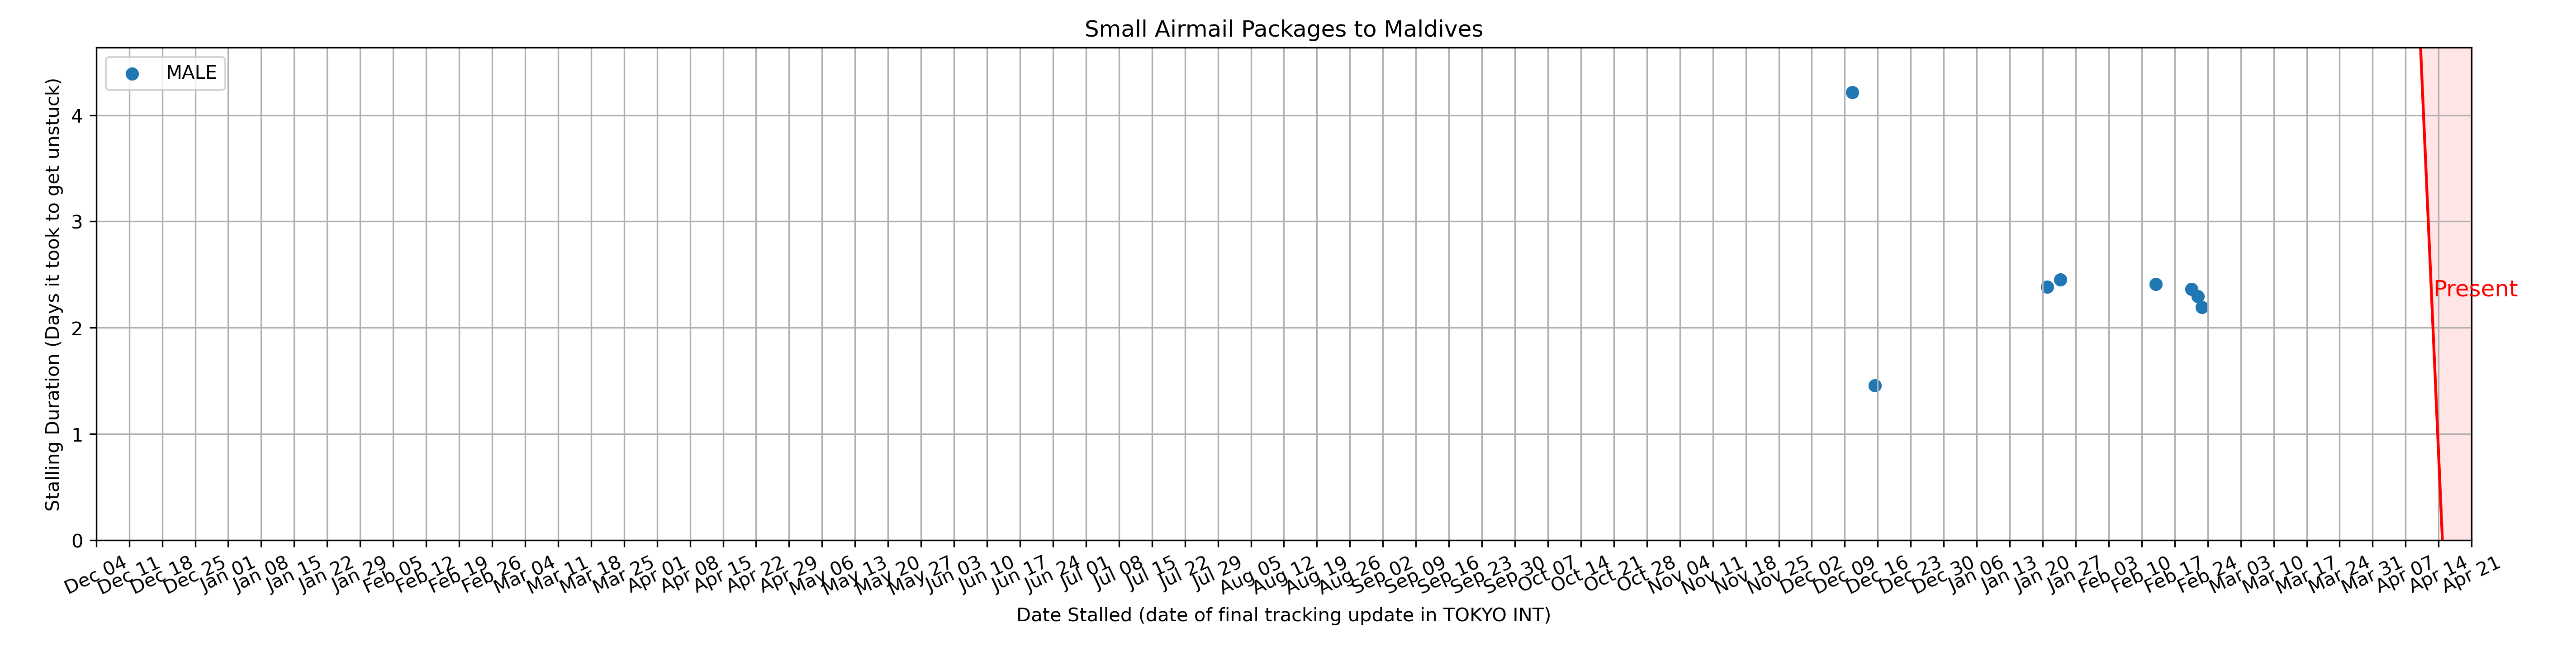 Small Airmail Packages to Maldives
MALE
Stalling Duration (Days it took to get unstuck)
4
3
2
1
0
Present
Dec 04
Dec 11
Dec 18
Dec 25
Jan 01
Jan 08
Jan 15
Jan 22
Jan 29
Feb 05
Feb 12
Feb 19
Feb 26
Mar 04
Mar 11
Mar 18
Mar 25
Apr 01
Apr 08
Apr 15
Apr 22
Apr 29
May 06
May 13
May 20
May 27
Jun 03
Jun 10
Jun 17
Jun 24
Jul 01
Jul 08
Jul 15
Jul 22
Jul 29
Aug 05
Aug 12
Aug 19
Aug 26
Sep 02
Sep 09
Sep 16
Sep 23
Sep 30
Oct 07
Oct 14
Oct 21
Oct 28
Nov 04
Nov 11
Nov 18
Nov 25
Dec 02
Dec 09
Dec 16
Dec 23
Dec 30
Jan 06
Jan 13
Jan 20
Jan 27
Feb 03
Feb 10
Feb 17
Feb 24
Mar 03
Mar 10
Mar 17
Mar 24
Mar 31
Apr 07
Apr 14
Apr 21
Date Stalled (date of final tracking update in TOKYO INT)